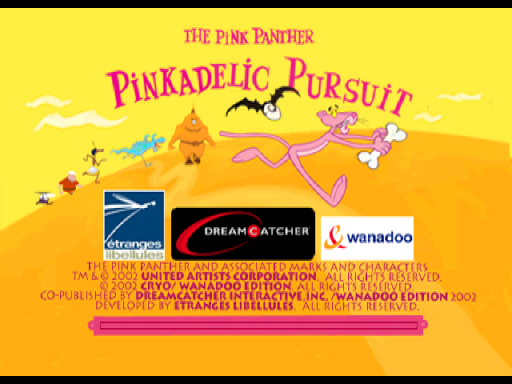 THE PINK PANTHER
PINKADELIC PURSUIT
étranges
libellules
DREAMCATCHER
wanadoo
THE PINK PANTHER AND ASSOCIATED MARKS AND CHARACTERS
TM & © 2002 UNITED ARTISTS CORPORATION. ALL RIGHTS RESERVED.
© 2002 CRYO/ WANADOO EDITION. ALL RIGHTS RESERVED.
CO-PUBLISHED BY DREAMCATCHER INTERACTIVE,INC. /WANADOO EDITION 2002
DEVELOPED BY ETRANGES LIBELLULES. ALL RIGHTS RESERVED.